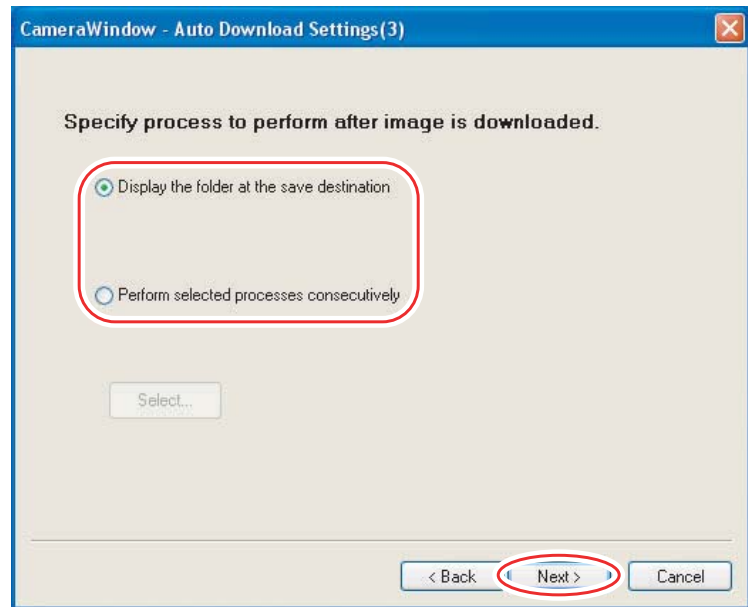 CameraWindow - Auto Download Settings(3)
Specify process to perform after image is downloaded.
Display the folder at the save destination
Perform selected processes consecutively
Select...
< Back
Next >
Cancel